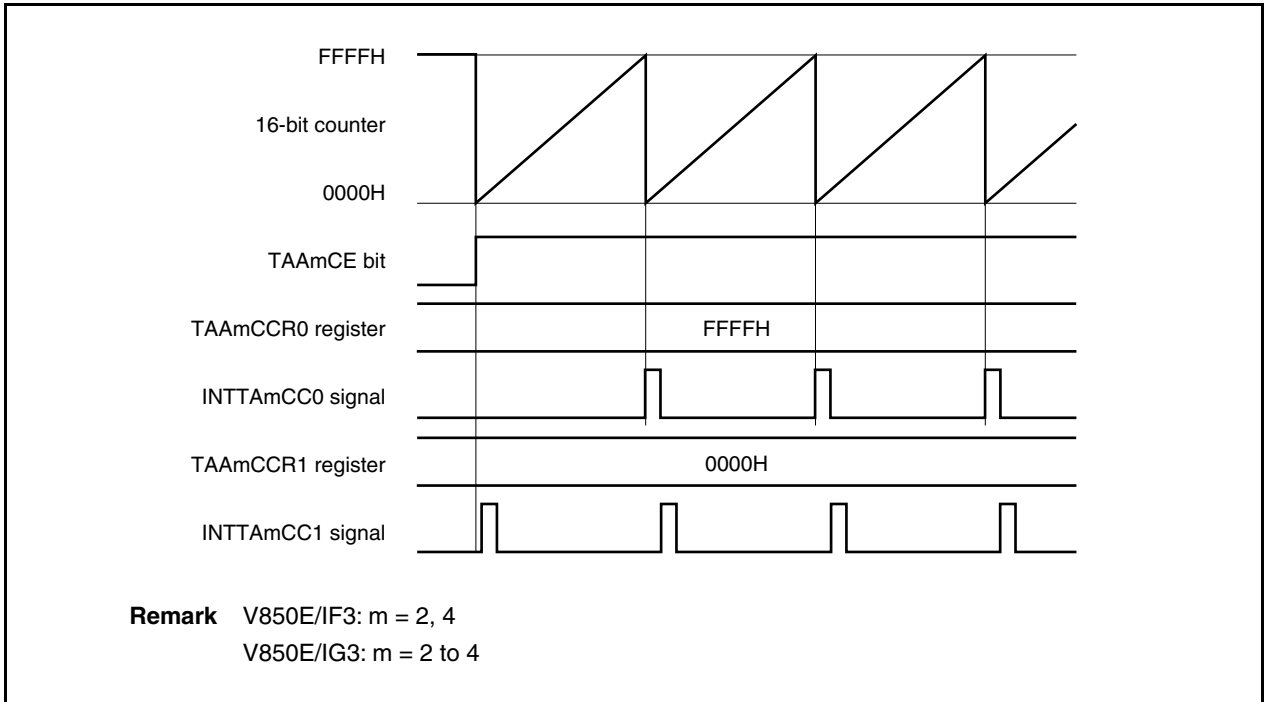 FFFFH
16-bit counter
0000H
TAAmCE bit
TAAmCCR0 register
FFFFH
INTTAmCC0 signal
TAAmCCR1 register
0000H
INTTAmCC1 signal
Remark V850E/IF3: m = 2, 4
V850E/IG3: m = 2 to 4